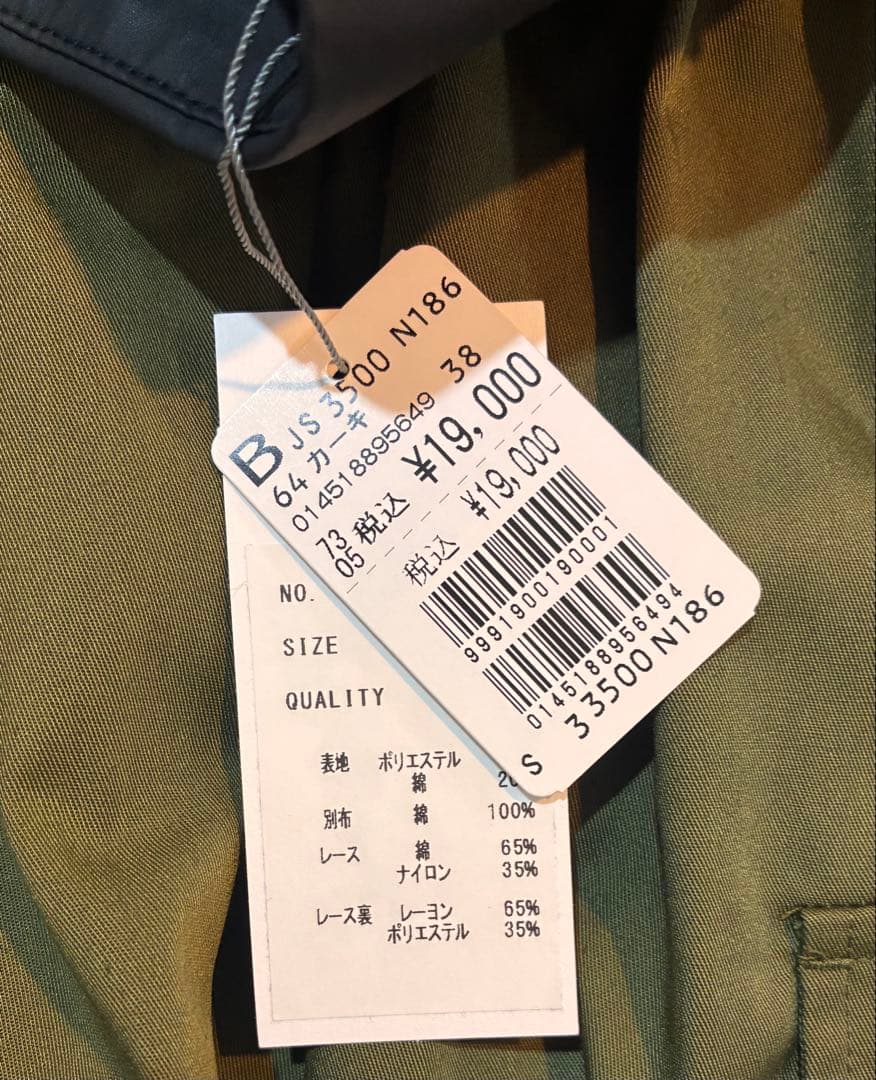 B JS 3500 N186
64 カーキ 38
014518895649
73
05 税込 ¥19,000
税込 ¥19,000
9991900190001
0145188956494
S 33500 N186
NO.
SIZE
QUALITY
表地 ポリエステル
綿
別布 綿 100%
レース 綿 65%
ナイロン 35%
レース裏 レーヨン 65%
ポリエステル 35%